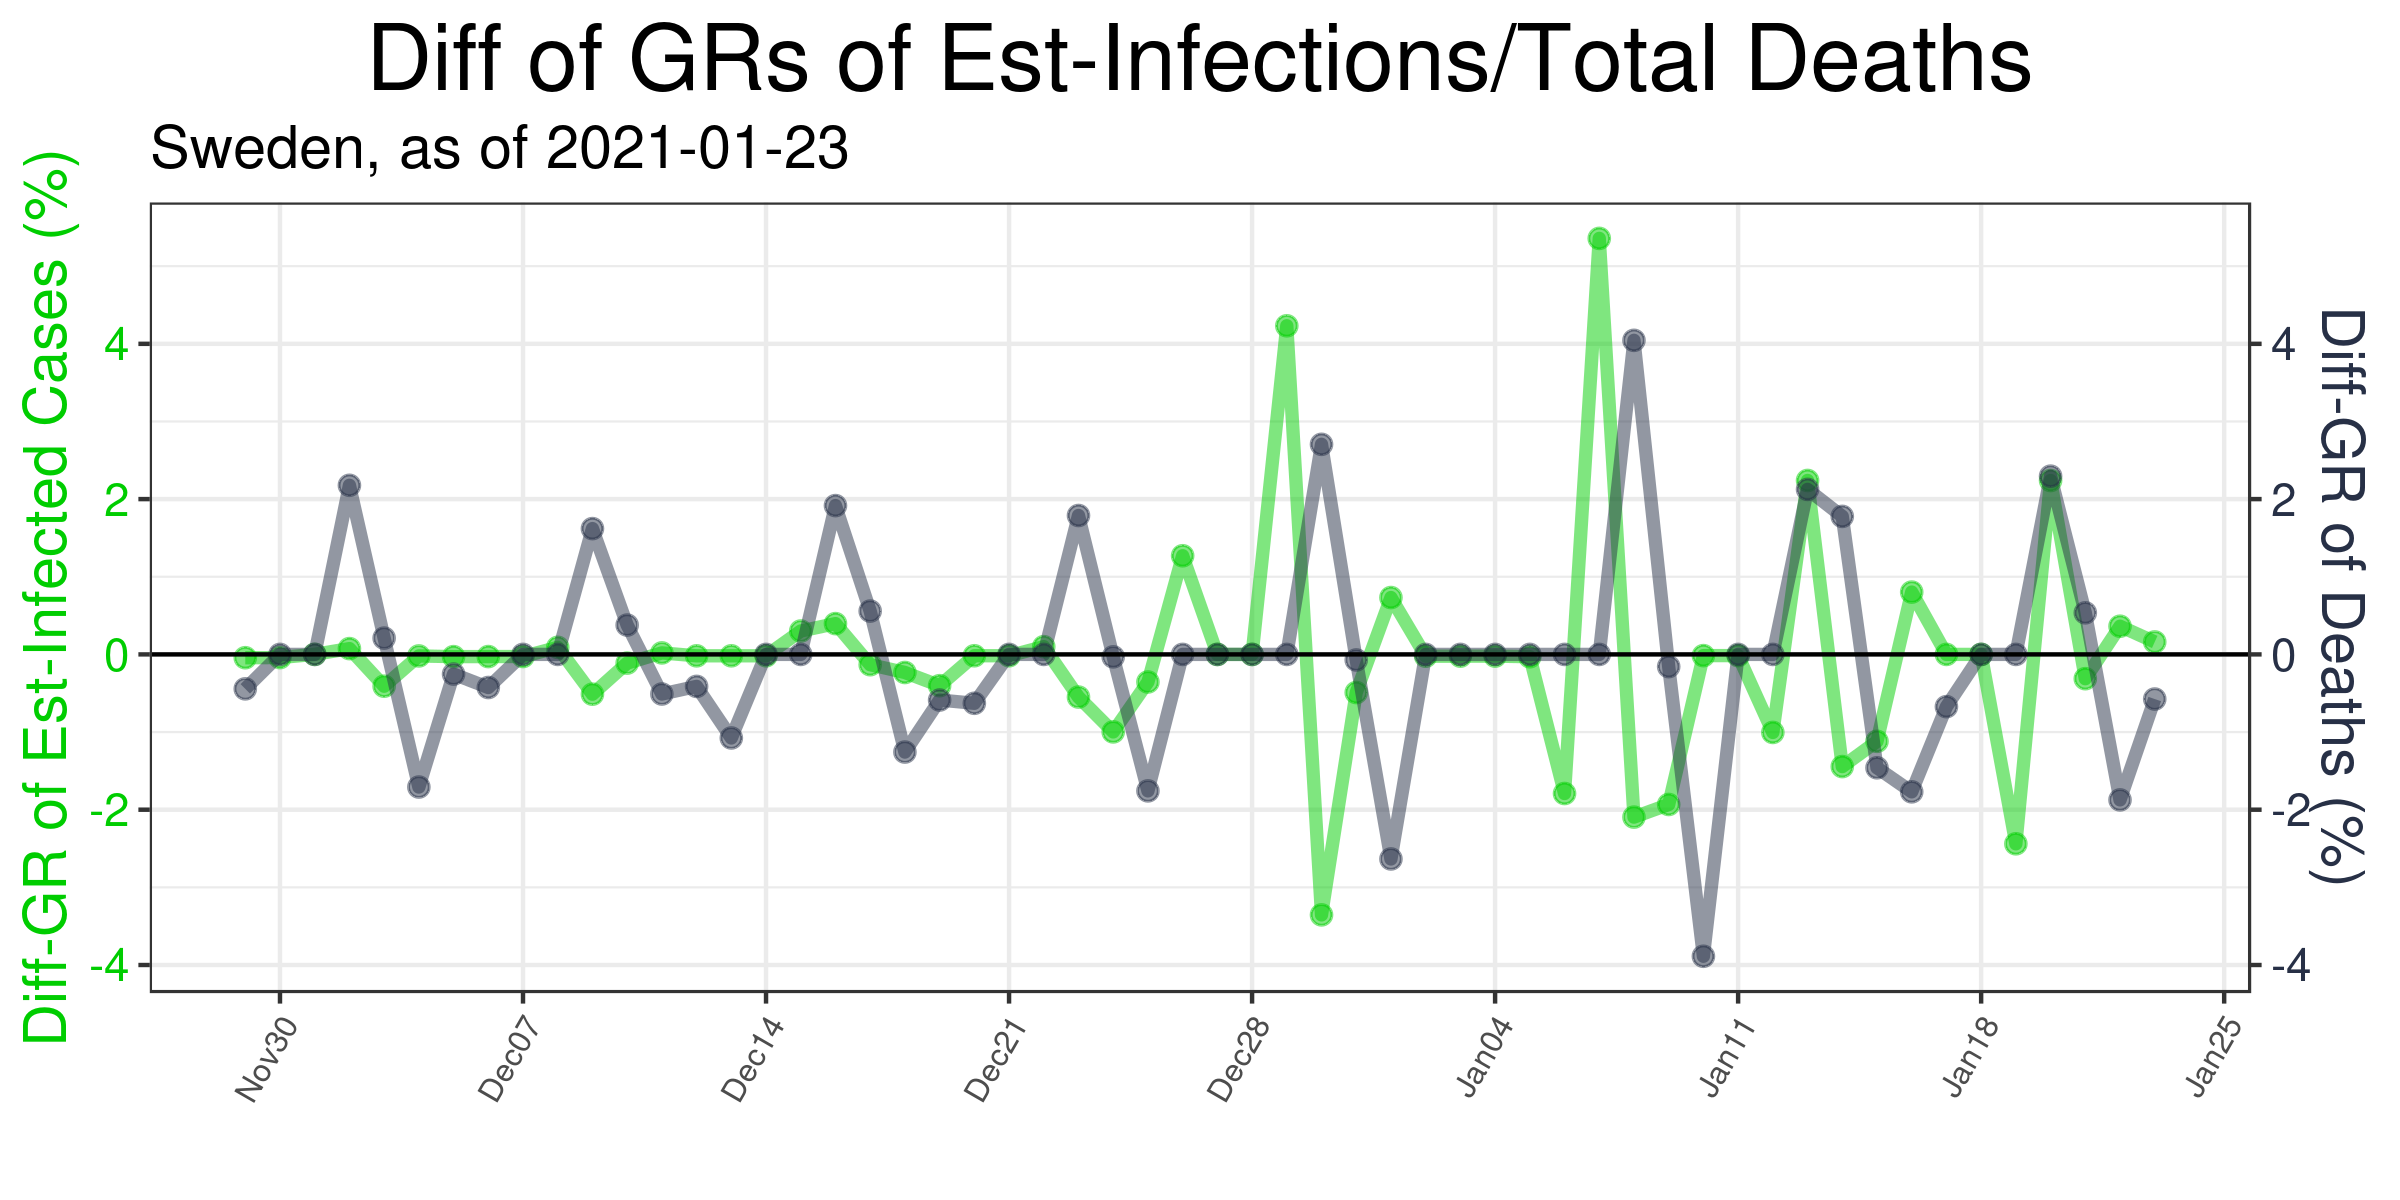 Diff of GRs of Est-Infections/Total Deaths
Sweden, as of 2021-01-23
Diff-GR of Est-Infected Cases (%)
4
2
0
-2
-4
4
2
0
-2
-4
Diff-GR of Deaths (%)
Nov30
Dec07
Dec14
Dec21
Dec28
Jan04
Jan11
Jan18
Jan25